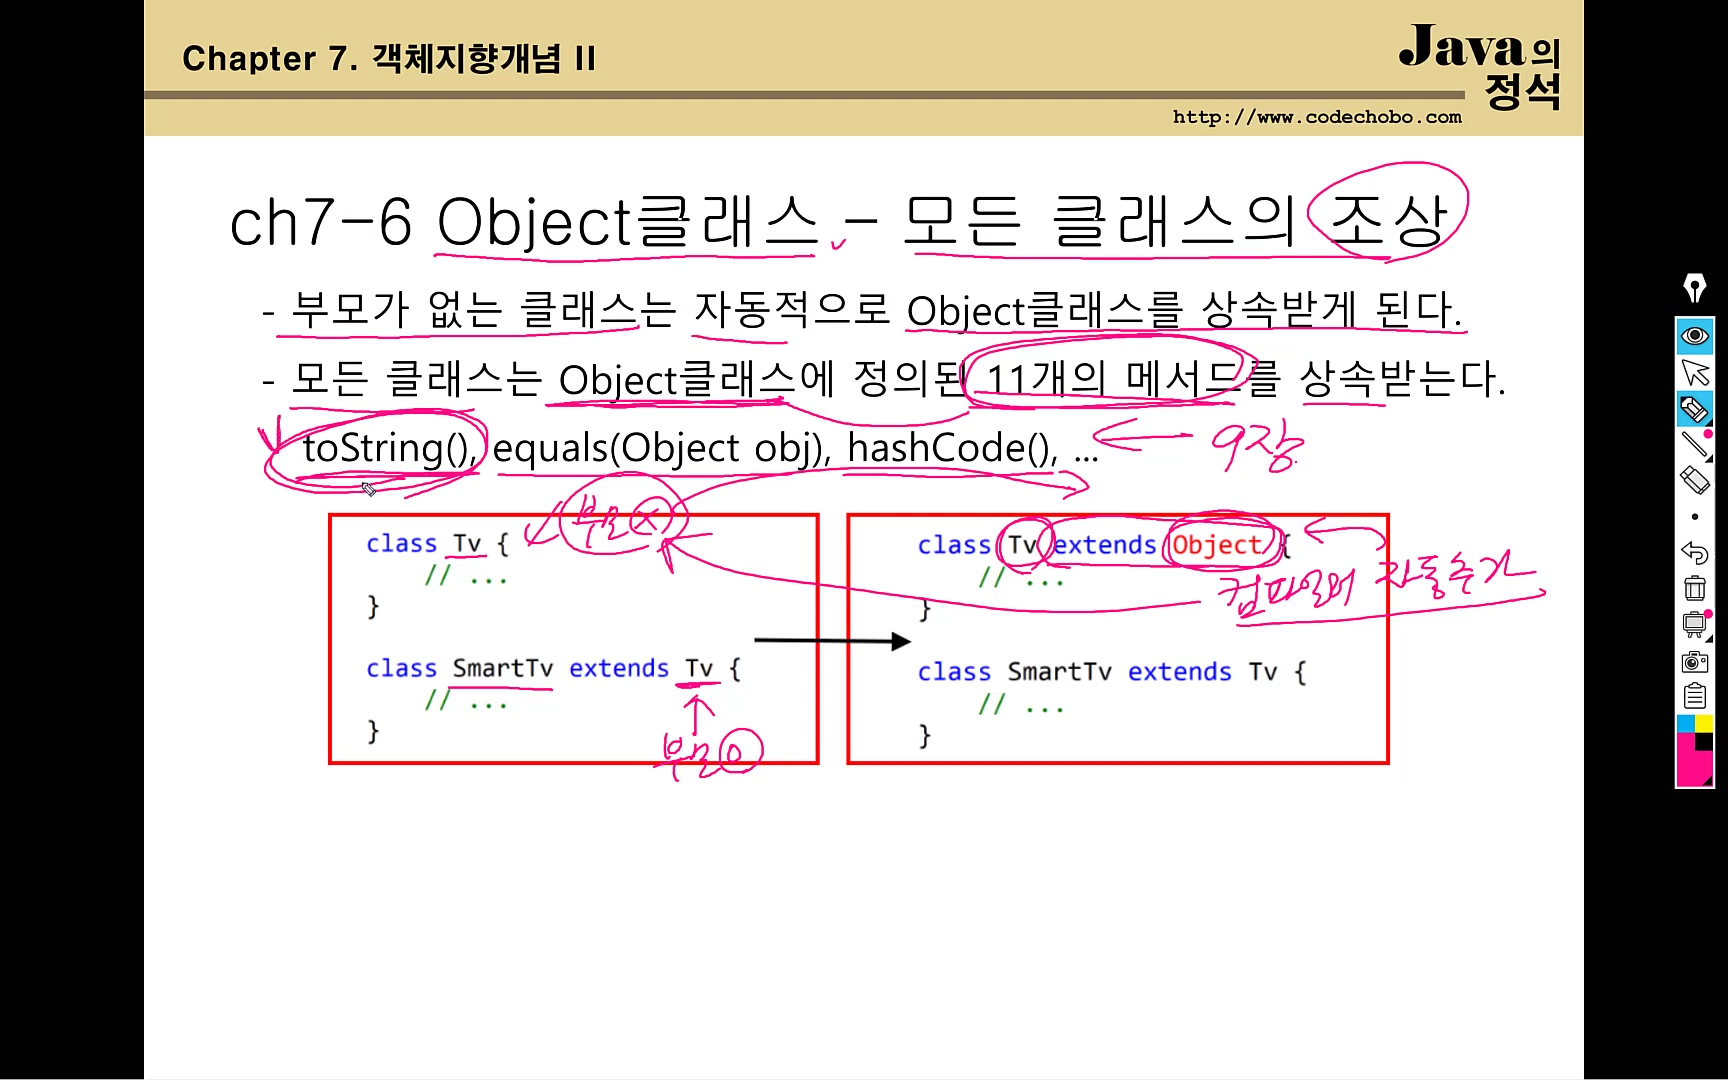 Chapter 7. 객체지향개념 II
Java의
정석
http://www.codechobo.com
ch7-6 Object클래스 - 모든 클래스의 조상
- 부모가 없는 클래스는 자동적으로 Object클래스를 상속받게 된다.
- 모든 클래스는 Object클래스에 정의된 11개의 메서드를 상속받는다.
toString(), equals(Object obj), hashCode(), ...
9장
부모 X
class Tv {
// ...
}
class SmartTv extends Tv {
// ...
}
부모 O
class Tv extends Object {
// ...
}
컴파일러 자동추가
class SmartTv extends Tv {
// ...
}